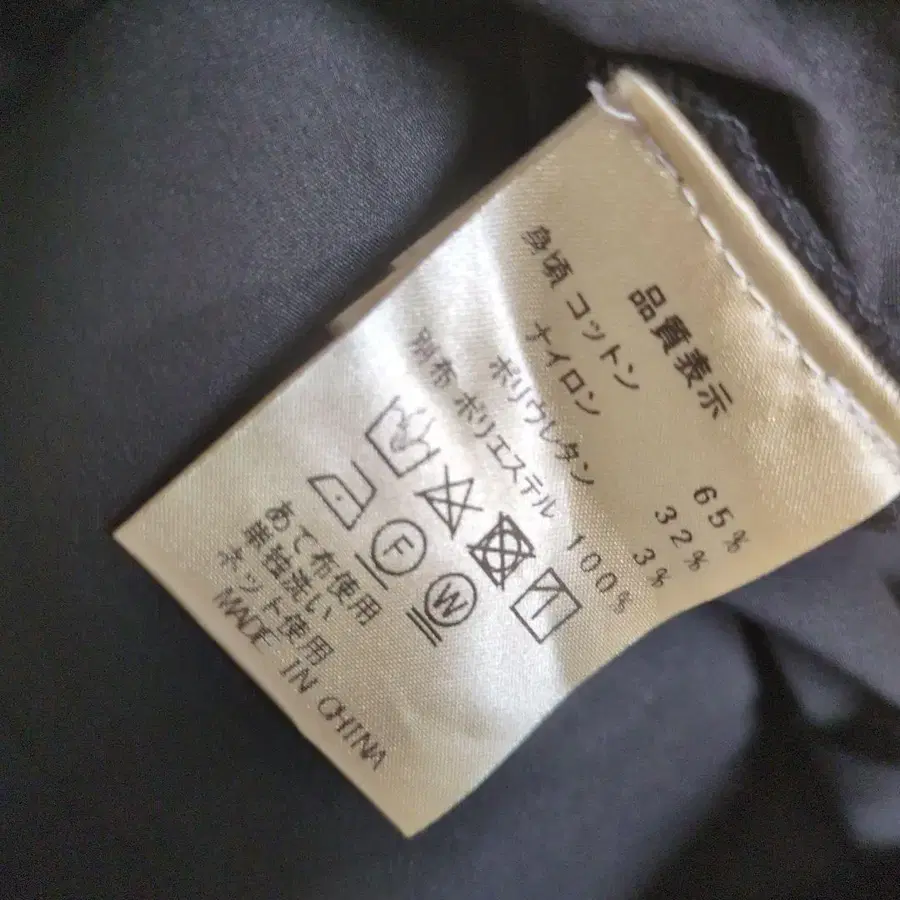 品質表示
身頃 コットン 65%
ナイロン 32%
ポリウレタン 3%
別布 ポリエステル 100%
F
W
あて布使用
単独洗い
ネット使用
MADE IN CHINA